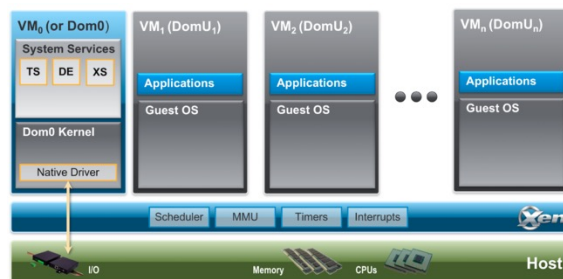 VM0 (or Dom0)
System Services
TS DE XS
Dom0 Kernel
Native Driver
VM1 (DomU1)
Applications
Guest OS
VM2 (DomU2)
Applications
Guest OS
VMn (DomUn)
Applications
Guest OS
Scheduler MMU Timers Interrupts
Xen
I/O Memory CPUs Host